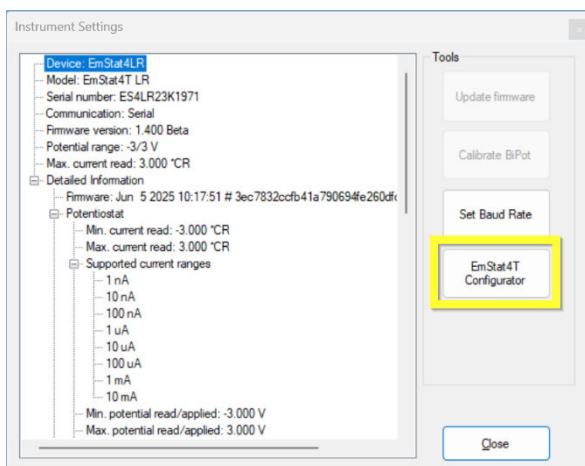 Instrument Settings
Device: EmStat4LR
Model: EmStat4T LR
Serial number: ES4LR23K1971
Communication: Serial
Firmware version: 1.400 Beta
Potential range: -3/3 V
Max. current read: 3.000 *CR
Detailed Information
Firmware: Jun 5 2025 10:17:51 # 3ec7832ccfb41a790694fe260dfc
Potentiostat
Min. current read: -3.000 *CR
Max. current read: 3.000 *CR
Supported current ranges
1 nA
10 nA
100 nA
1 uA
10 uA
100 uA
1 mA
10 mA
Min. potential read/applied: -3.000 V
Max. potential read/applied: 3.000 V
Tools
Update firmware
Calibrate BiPot
Set Baud Rate
EmStat4T
Configurator
Close